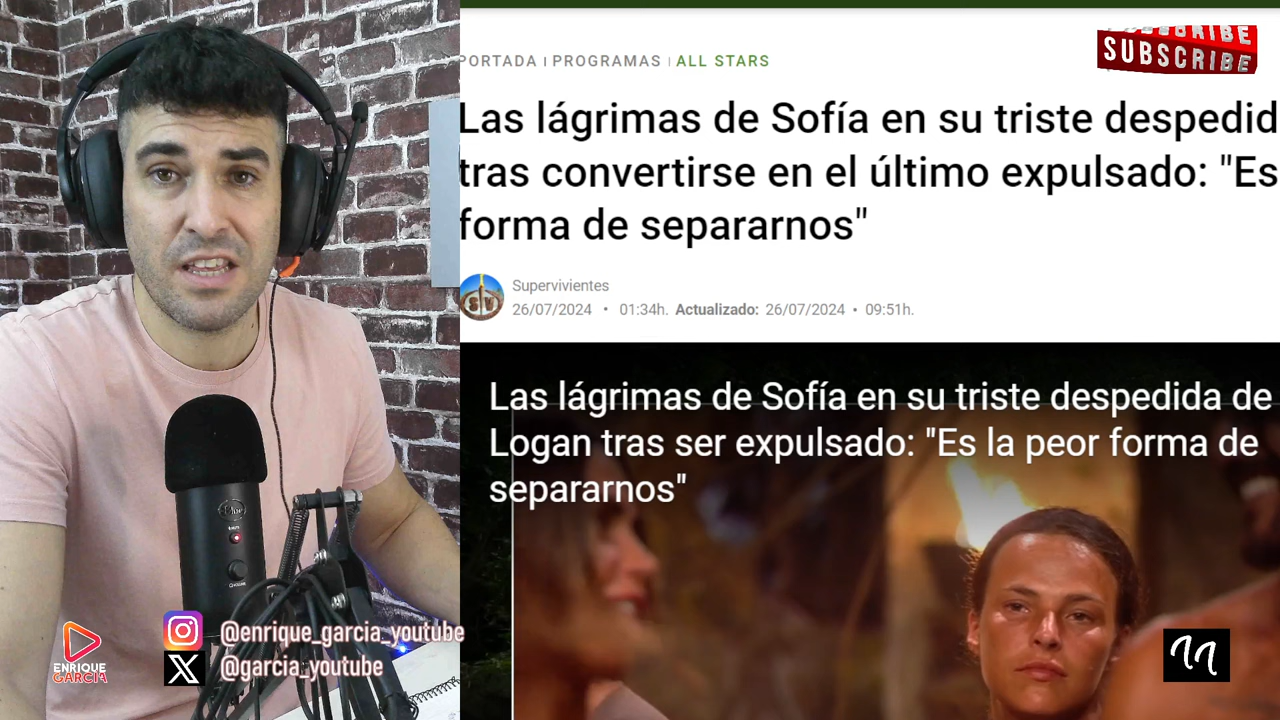 SUBSCRIBE
SUBSCRIBE
PORTADA | PROGRAMAS | ALL STARS
Las lágrimas de Sofía en su triste despedid
tras convertirse en el último expulsado: "Es
forma de separarnos"
Supervivientes
26/07/2024 • 01:34h. Actualizado: 26/07/2024 • 09:51h.
SV
Las lágrimas de Sofía en su triste despedida de
Logan tras ser expulsado: "Es la peor forma de
separarnos"
Blue
ENRIQUE
GARCIA
@enrique_garcia_youtube
@garcia_youtube